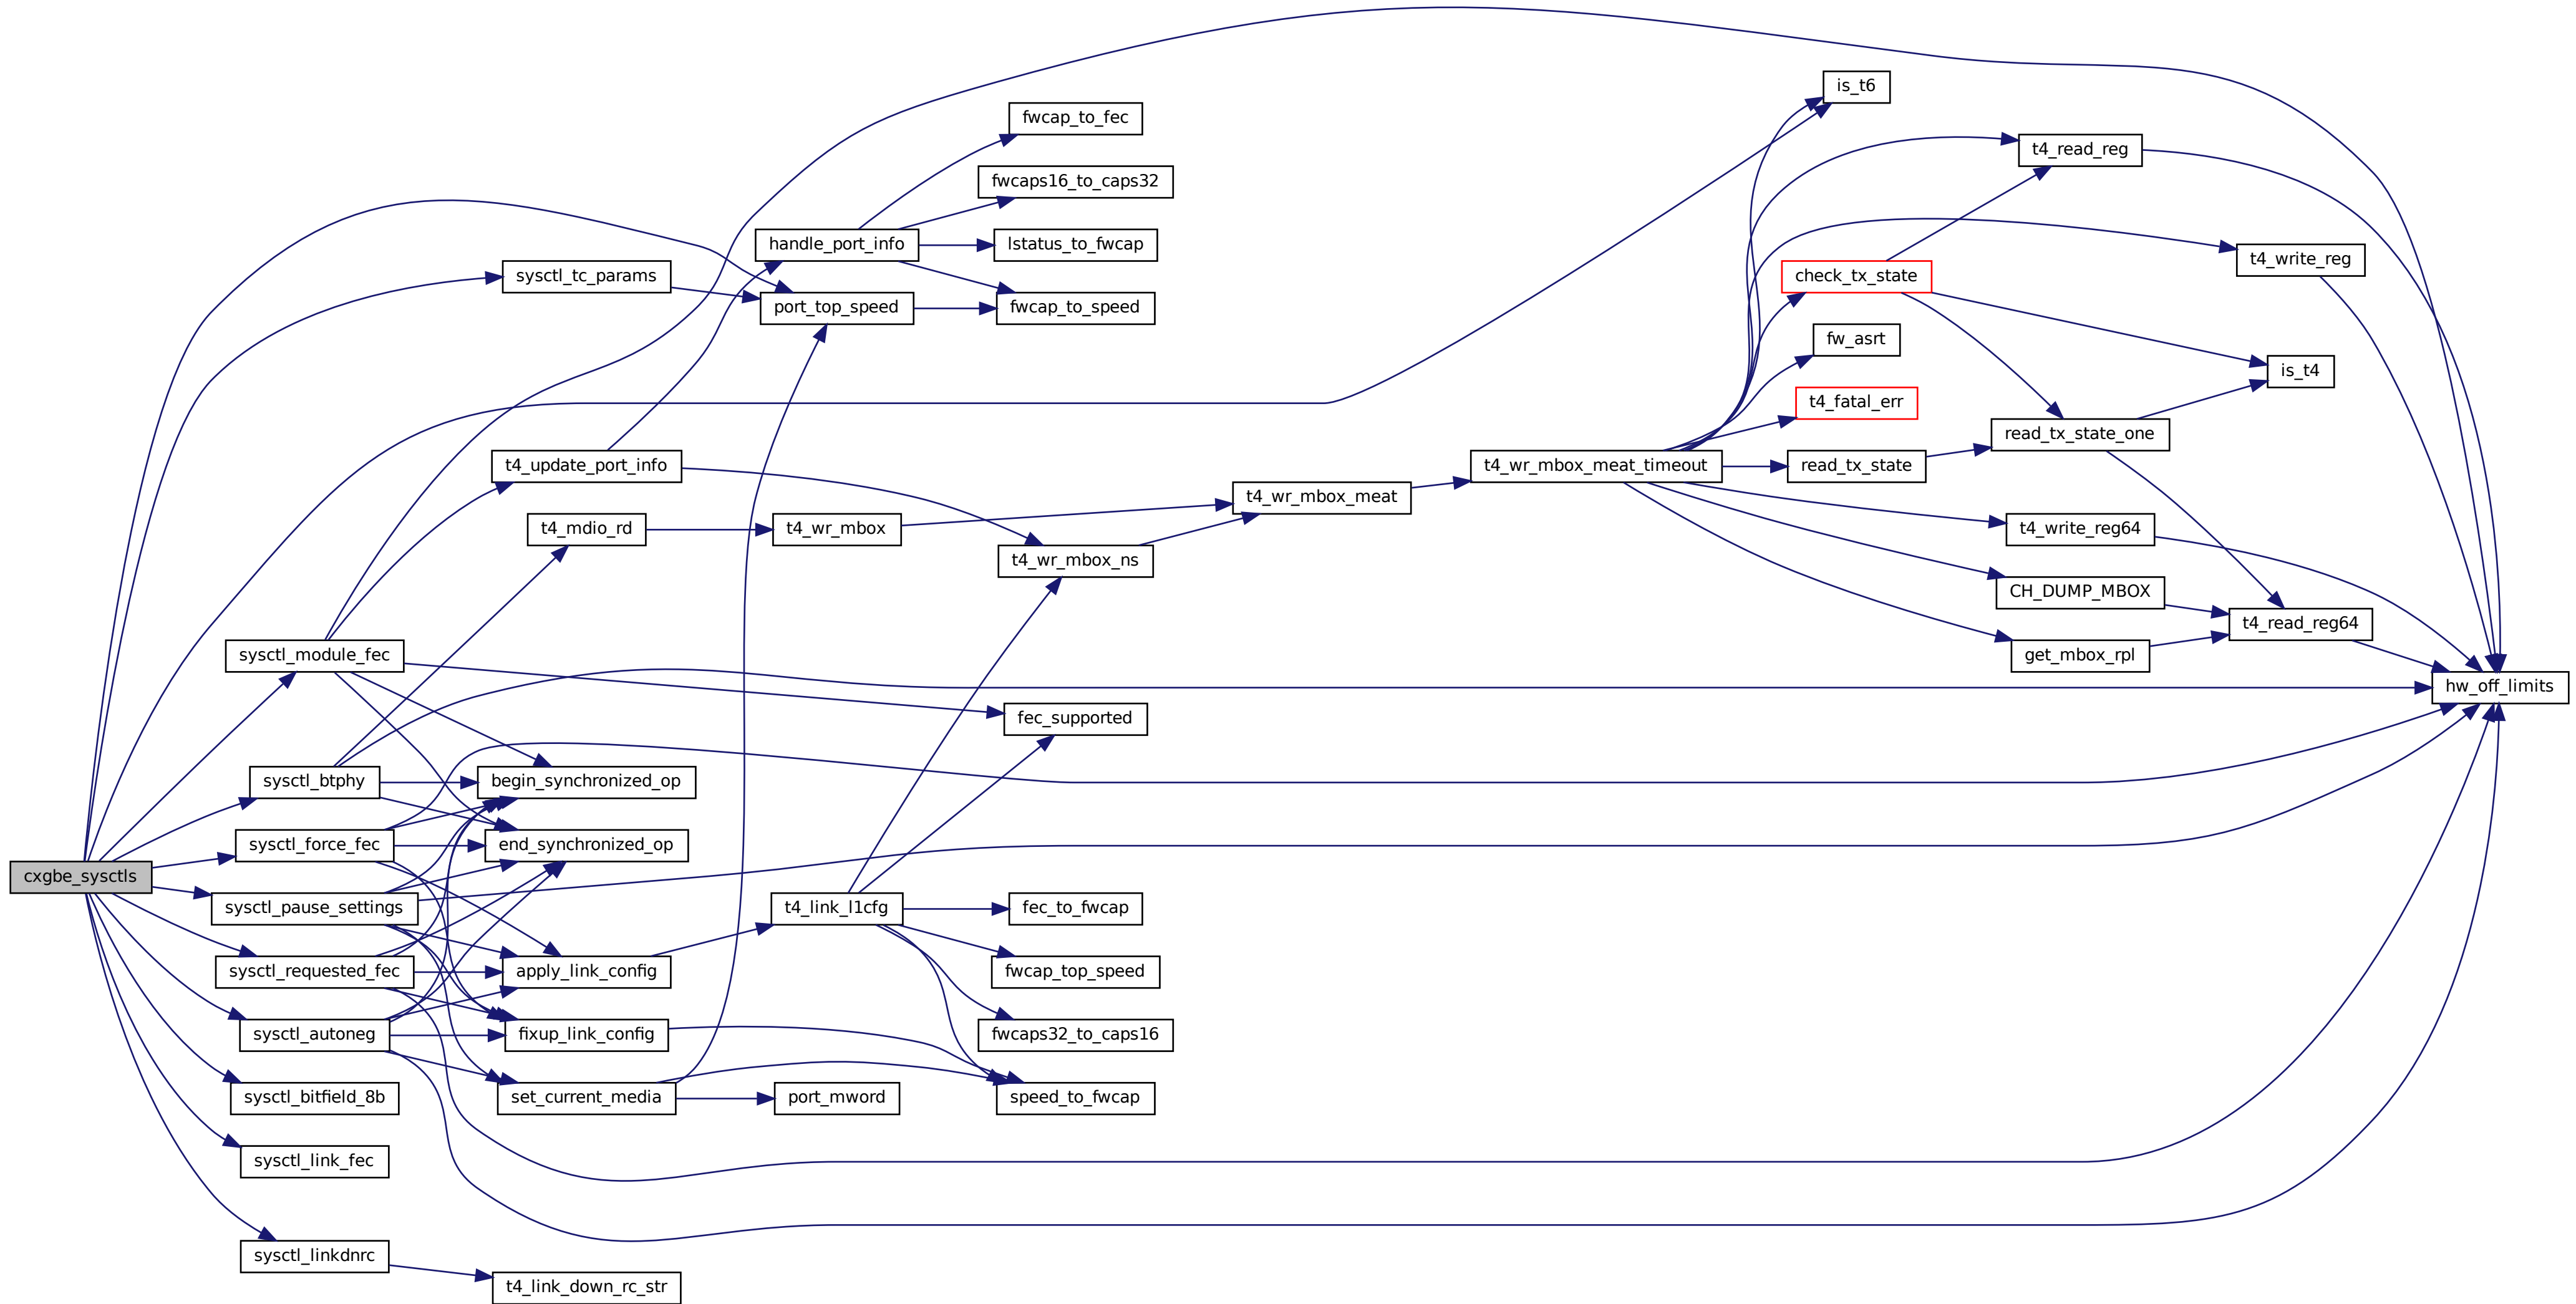 cxgbe_sysctls
sysctl_tc_params
sysctl_module_fec
sysctl_btphy
sysctl_force_fec
sysctl_pause_settings
sysctl_requested_fec
sysctl_autoneg
sysctl_bitfield_8b
sysctl_link_fec
sysctl_linkdnrc
t4_update_port_info
t4_mdio_rd
begin_synchronized_op
end_synchronized_op
apply_link_config
fixup_link_config
set_current_media
t4_link_down_rc_str
handle_port_info
port_top_speed
t4_wr_mbox
t4_link_l1cfg
port_mword
fwcap_to_fec
fwcaps16_to_caps32
lstatus_to_fwcap
fwcap_to_speed
t4_wr_mbox_ns
fec_supported
fec_to_fwcap
fwcap_top_speed
fwcaps32_to_caps16
speed_to_fwcap
t4_wr_mbox_meat
t4_wr_mbox_meat_timeout
is_t6
check_tx_state
fw_asrt
t4_fatal_err
read_tx_state
t4_read_reg
read_tx_state_one
t4_write_reg64
CH_DUMP_MBOX
get_mbox_rpl
t4_write_reg
is_t4
t4_read_reg64
hw_off_limits